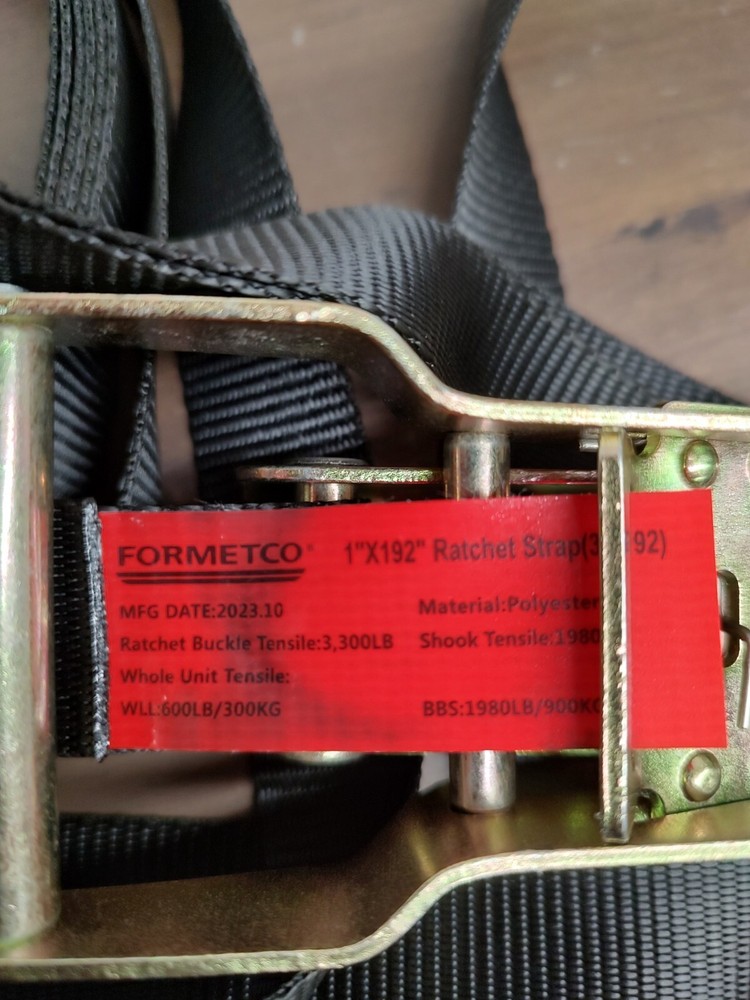 FORMETCO® 1"X192" Ratchet Strap(3 92)
MFG DATE:2023.10 Material:Polyester
Ratchet Buckle Tensile:3,300LB Shook Tensile:1980
Whole Unit Tensile:
WLL:600LB/300KG BBS:1980LB/900KG